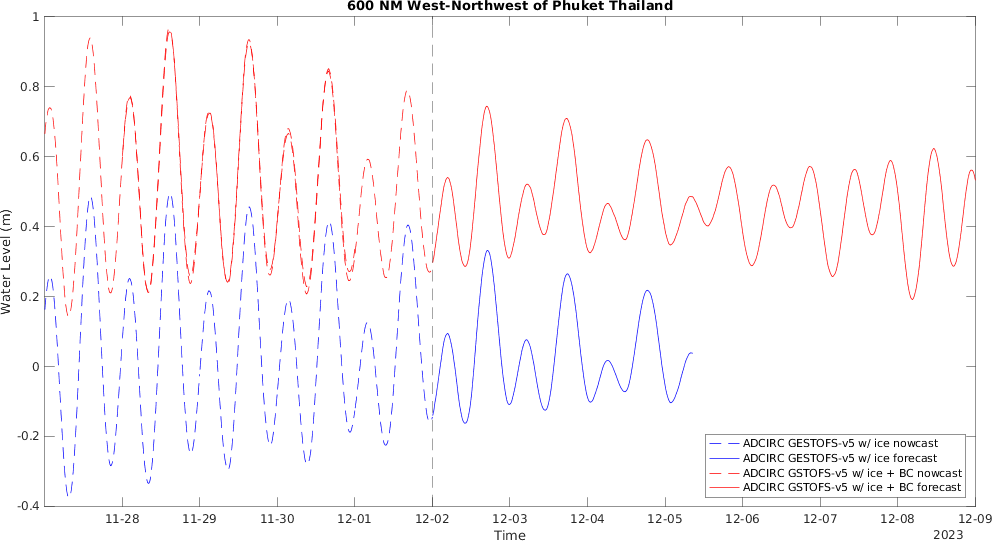 600 NM West-Northwest of Phuket Thailand
Water Level (m)
1
0.8
0.6
0.4
0.2
0
-0.2
-0.4
ADCIRC GESTOFS-v5 w/ ice nowcast
ADCIRC GESTOFS-v5 w/ ice forecast
ADCIRC GSTOFS-v5 w/ ice + BC nowcast
ADCIRC GSTOFS-v5 w/ ice + BC forecast
11-28 11-29 11-30 12-01 12-02 12-03 12-04 12-05 12-06 12-07 12-08 12-09
Time
2023